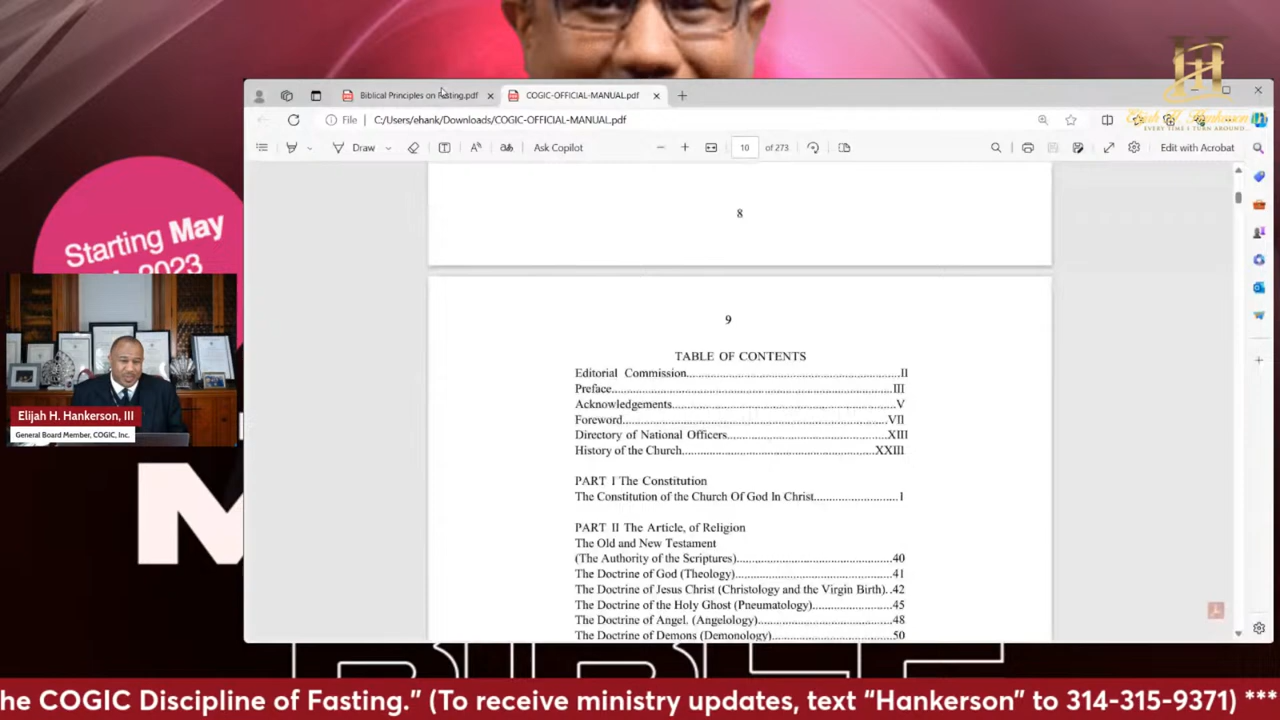 Starting May
2023
Elijah H. Hankerson, III
General Board Member, COGIC, Inc.
M
H
EVERY TIME I TURN AROUND...
Biblical Principles on Fasting.pdf
COGIC-OFFICIAL-MANUAL.pdf
File
C:/Users/ehank/Downloads/COGIC-OFFICIAL-MANUAL.pdf
Draw
Ask Copilot
10 of 273
Edit with Acrobat
8
9
TABLE OF CONTENTS
Editorial Commission..................................................II
Preface..................................................III
Acknowledgements..................................................V
Foreword..................................................VII
Directory of National Officers..................................................XIII
History of the Church..................................................XXIII
PART I The Constitution
The Constitution of the Church Of God In Christ......................1
PART II The Article, of Religion
The Old and New Testament
(The Authority of the Scriptures)........................................40
The Doctrine of God (Theology)........................................41
The Doctrine of Jesus Christ (Christology and the Virgin Birth)..42
The Doctrine of the Holy Ghost (Pneumatology)......................45
The Doctrine of Angel, (Angelology)....................................48
The Doctrine of Demons (Demonology)..................................50
he COGIC Discipline of Fasting.” (To receive ministry updates, text “Hankerson” to 314-315-9371) ***